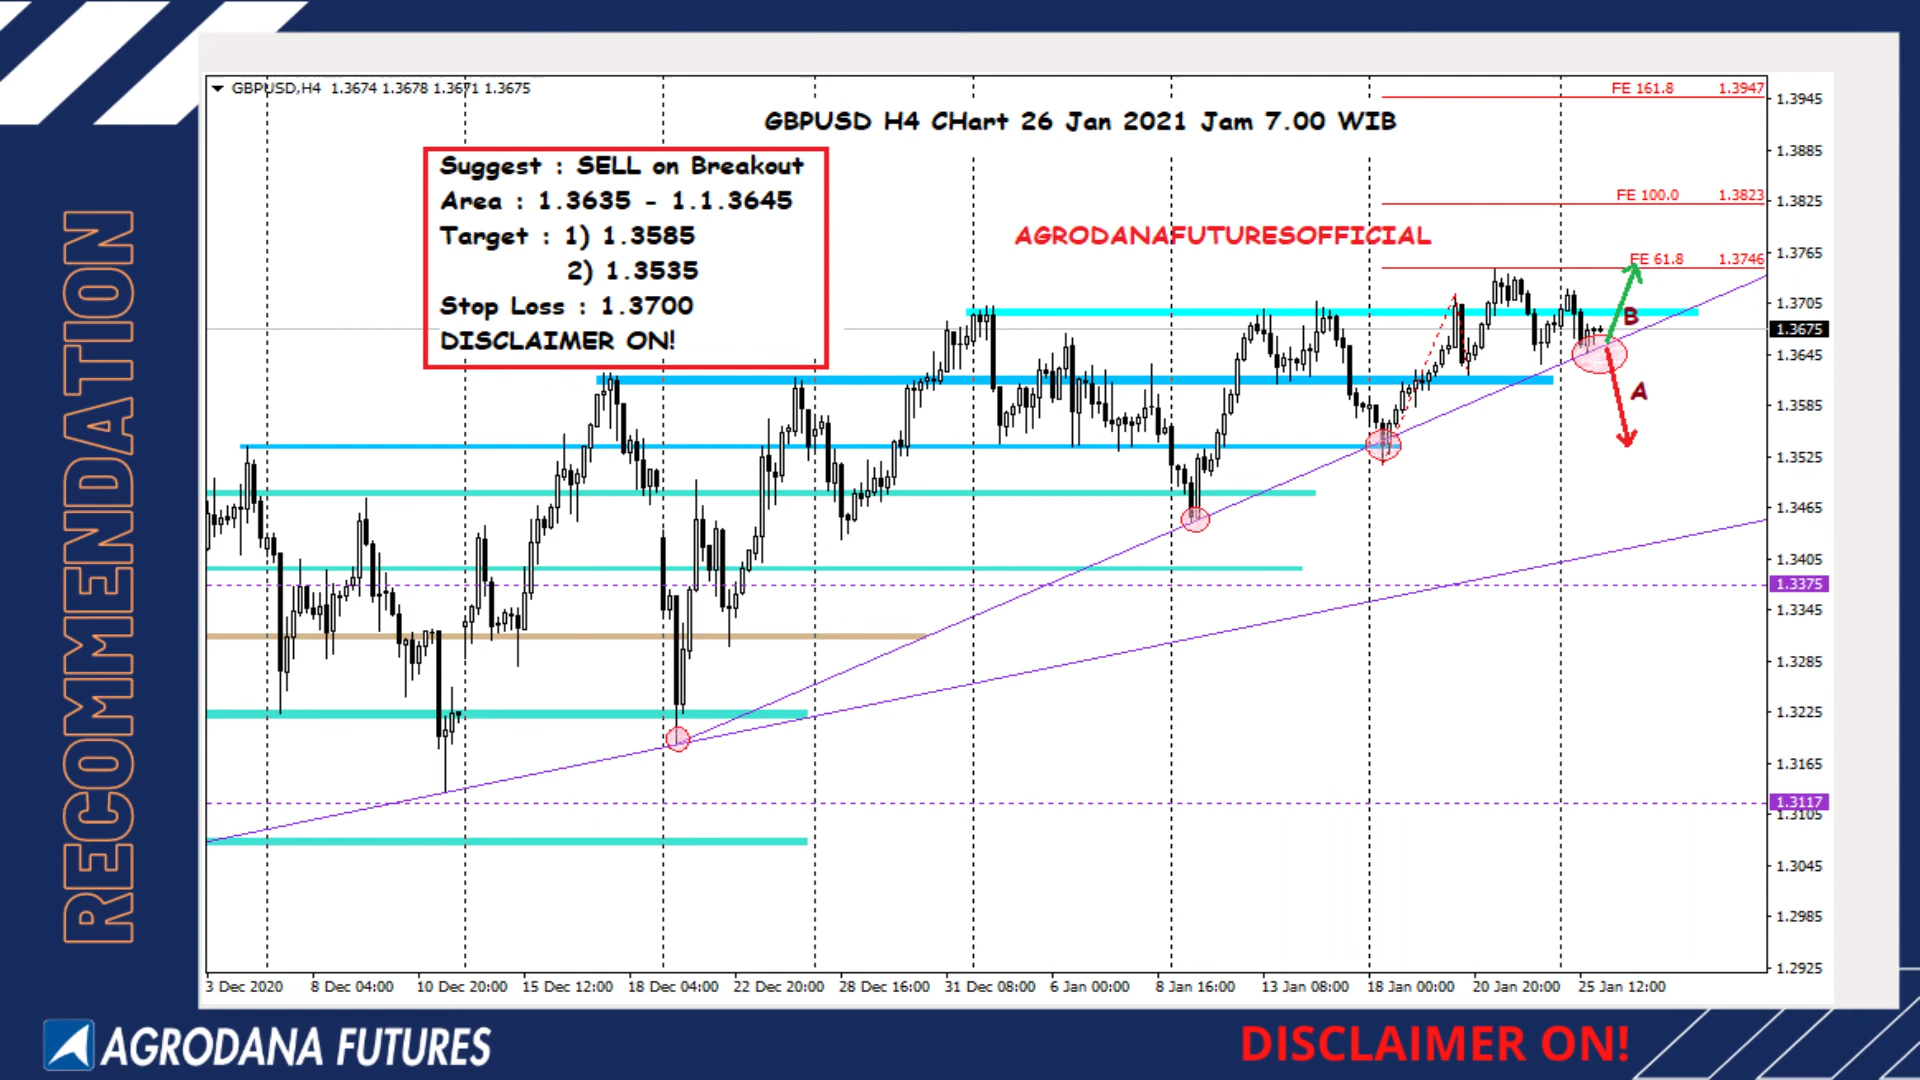 RECOMMENDATION
GBPUSD,H4 1.3674 1.3678 1.3671 1.3675
GBPUSD H4 CHart 26 Jan 2021 Jam 7.00 WIB
Suggest : SELL on Breakout
Area : 1.3635 - 1.1.3645
Target : 1) 1.3585
2) 1.3535
Stop Loss : 1.3700
DISCLAIMER ON!
AGRODANAFUTURESOFFICIAL
FE 161.8 1.3947
FE 100.0 1.3823
FE 61.8 1.3746
B
A
1.3945
1.3885
1.3825
1.3765
1.3705
1.3675
1.3645
1.3585
1.3525
1.3465
1.3405
1.3375
1.3345
1.3285
1.3225
1.3165
1.3117
1.3105
1.3045
1.2985
1.2925
3 Dec 2020 8 Dec 04:00 10 Dec 20:00 15 Dec 12:00 18 Dec 04:00 22 Dec 20:00 28 Dec 16:00 31 Dec 08:00 6 Jan 00:00 8 Jan 16:00 13 Jan 08:00 18 Jan 00:00 20 Jan 20:00 25 Jan 12:00
AGRODANA FUTURES
DISCLAIMER ON!